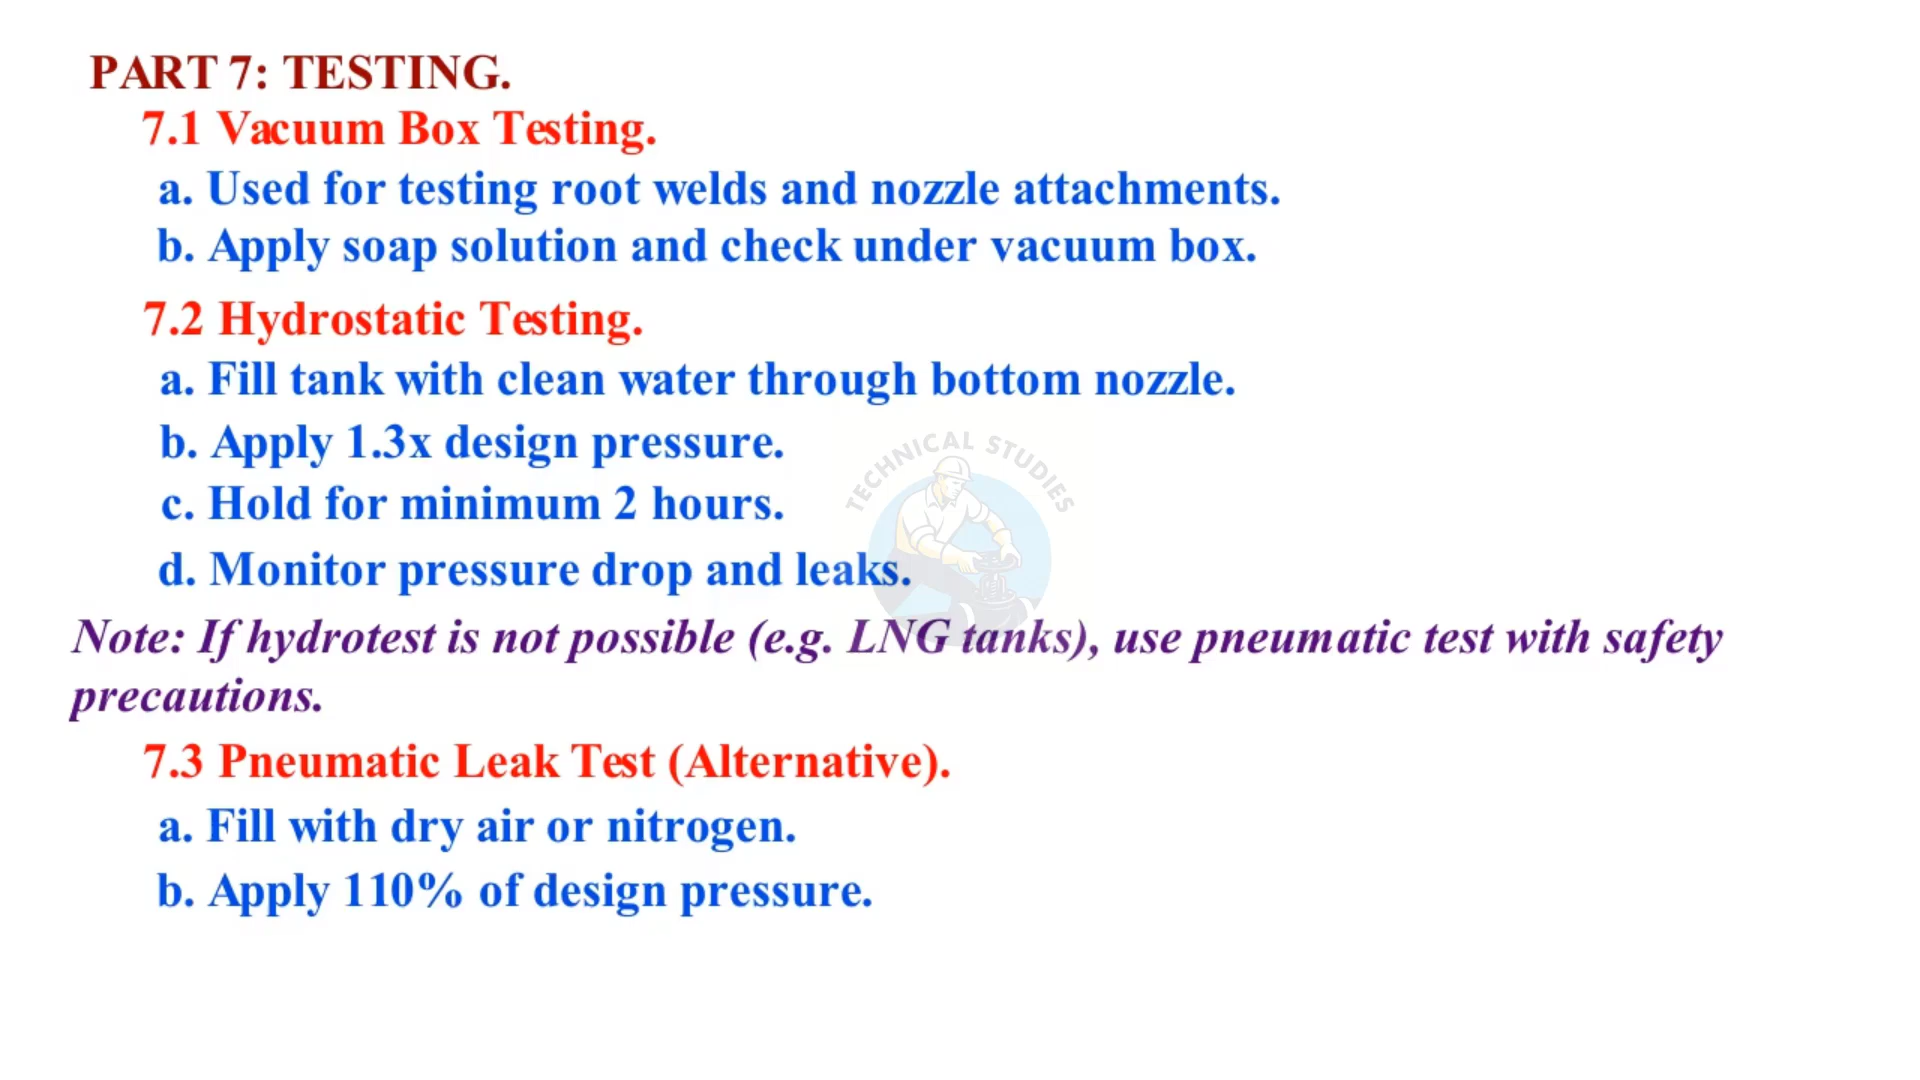 PART 7: TESTING.
7.1 Vacuum Box Testing.
a. Used for testing root welds and nozzle attachments.
b. Apply soap solution and check under vacuum box.
7.2 Hydrostatic Testing.
a. Fill tank with clean water through bottom nozzle.
b. Apply 1.3x design pressure.
TECHNICAL STUDIES
c. Hold for minimum 2 hours.
d. Monitor pressure drop and leaks.
Note: If hydrotest is not possible (e.g. LNG tanks), use pneumatic test with safety
precautions.
7.3 Pneumatic Leak Test (Alternative).
a. Fill with dry air or nitrogen.
b. Apply 110% of design pressure.